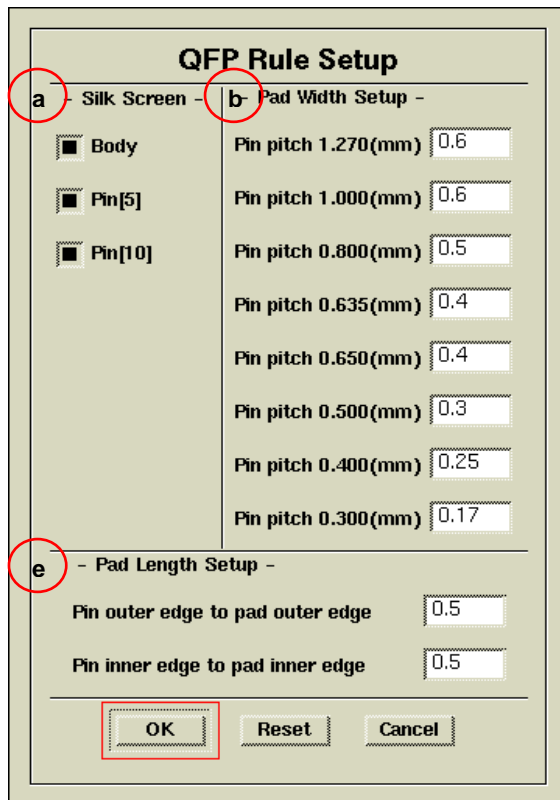 QFP Rule Setup
a - Silk Screen -
Body
Pin[5]
Pin[10]
b - Pad Width Setup -
Pin pitch 1.270(mm) 0.6
Pin pitch 1.000(mm) 0.6
Pin pitch 0.800(mm) 0.5
Pin pitch 0.635(mm) 0.4
Pin pitch 0.650(mm) 0.4
Pin pitch 0.500(mm) 0.3
Pin pitch 0.400(mm) 0.25
Pin pitch 0.300(mm) 0.17
e - Pad Length Setup -
Pin outer edge to pad outer edge 0.5
Pin inner edge to pad inner edge 0.5
OK Reset Cancel